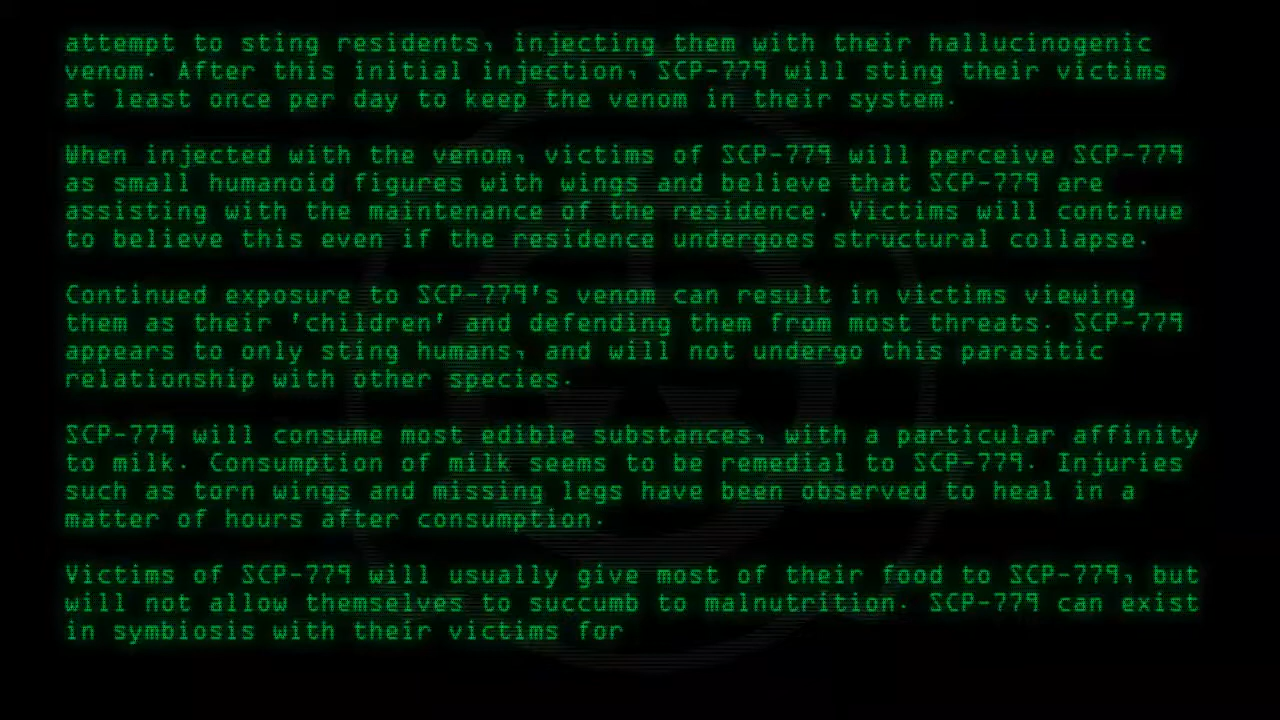 attempt to sting residents, injecting them with their hallucinogenic
venom. After this initial injection, SCP-779 will sting their victims
at least once per day to keep the venom in their system.
When injected with the venom, victims of SCP-779 will perceive SCP-779
as small humanoid figures with wings and believe that SCP-779 are
assisting with the maintenance of the residence. Victims will continue
to believe this even if the residence undergoes structural collapse.
Continued exposure to SCP-779's venom can result in victims viewing
them as their 'children' and defending them from most threats. SCP-779
appears to only sting humans, and will not undergo this parasitic
relationship with other species.
SCP-779 will consume most edible substances, with a particular affinity
to milk. Consumption of milk seems to be remedial to SCP-779. Injuries
such as torn wings and missing legs have been observed to heal in a
matter of hours after consumption.
Victims of SCP-779 will usually give most of their food to SCP-779, but
will not allow themselves to succumb to malnutrition. SCP-779 can exist
in symbiosis with their victims for